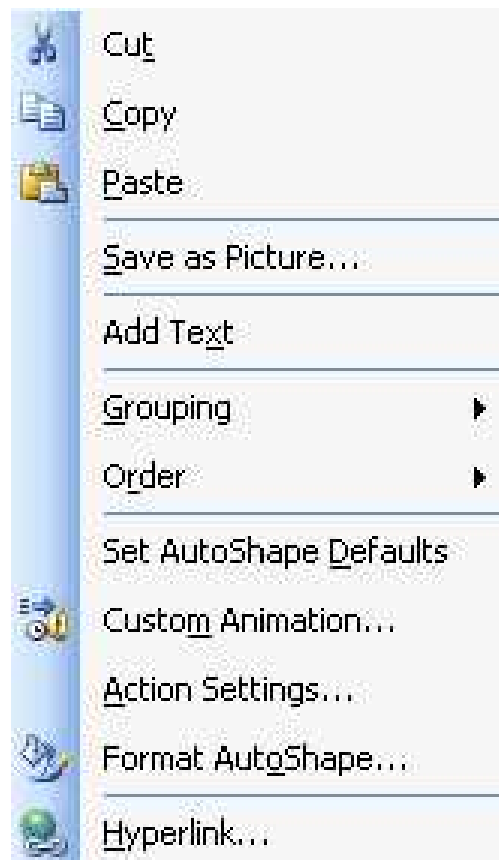 Cut
Copy
Paste
Save as Picture...
Add Text
Grouping
Order
Set AutoShape Defaults
Custom Animation...
Action Settings...
Format AutoShape...
Hyperlink...